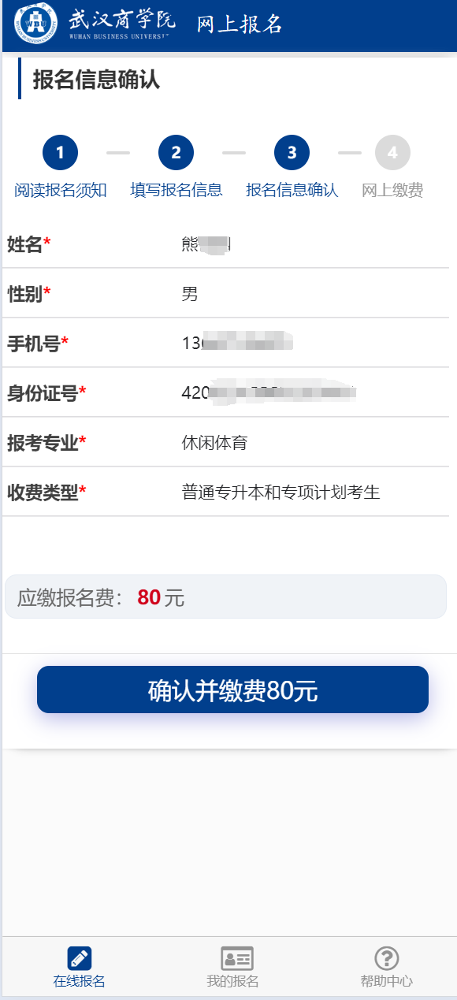 武汉商学院 网上报名
WUHAN BUSINESS UNIVERSITY
WBU
报名信息确认
1 2 3 4
阅读报名须知 填写报名信息 报名信息确认 网上缴费
姓名* 熊
性别* 男
手机号* 13
身份证号* 420
报考专业* 休闲体育
收费类型* 普通专升本和专项计划考生
应缴报名费： 80 元
确认并缴费80元
在线报名 我的报名 帮助中心